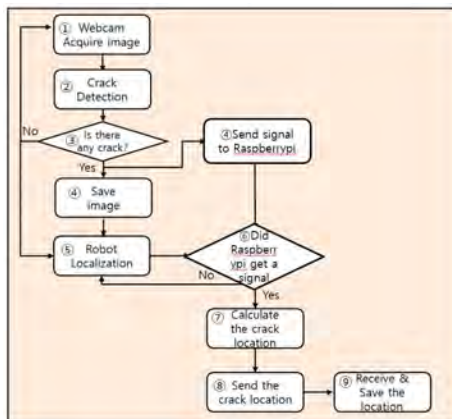 ① Webcam
Acquire image
② Crack
Detection
No
③ Is there
any crack?
Yes
④Send signal
to Raspberrypi
④ Save
image
⑤ Robot
Localization
⑥Did
Raspberr
ypi get a
signal
No
Yes
⑦ Calculate
the crack
location
⑧ Send the
crack location
⑨ Receive &
Save the
location